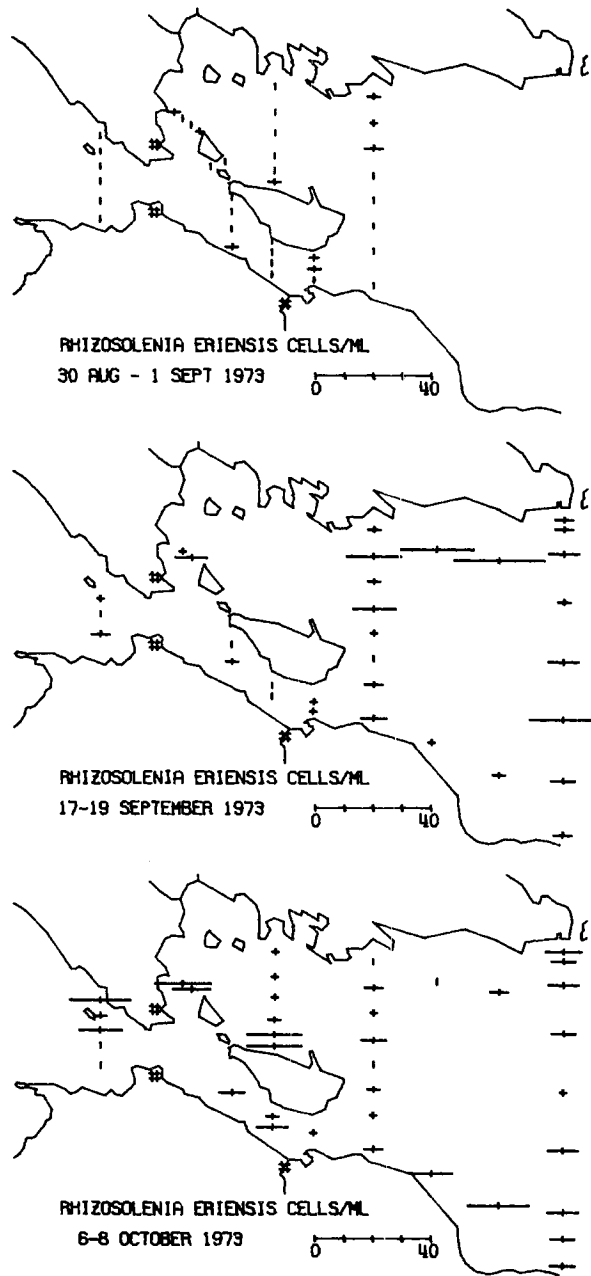 RHIZOSOLENIA ERIENSIS CELLS/ML
30 AUG - 1 SEPT 1973
0 40
RHIZOSOLENIA ERIENSIS CELLS/ML
17-19 SEPTEMBER 1973
0 40
RHIZOSOLENIA ERIENSIS CELLS/ML
6-8 OCTOBER 1973
0 40